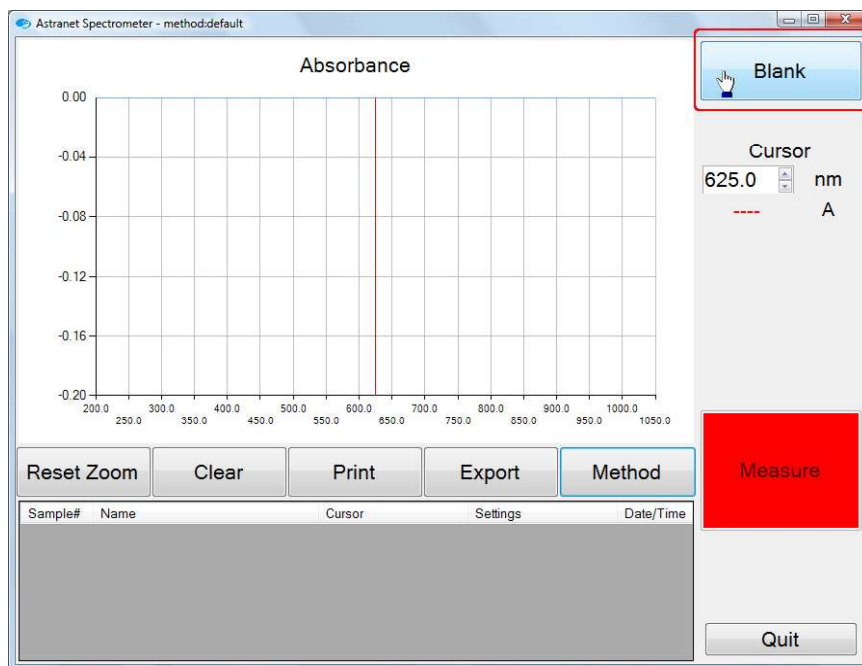 Astranet Spectrometer - method:default
Absorbance
Blank
0.00
-0.04
-0.08
-0.12
-0.16
-0.20
200.0 300.0 400.0 500.0 600.0 700.0 800.0 900.0 1000.0
250.0 350.0 450.0 550.0 650.0 750.0 850.0 950.0 1050.0
Cursor
625.0 nm
---- A
Reset Zoom Clear Print Export Method
Measure
Sample# Name Cursor Settings Date/Time
Quit